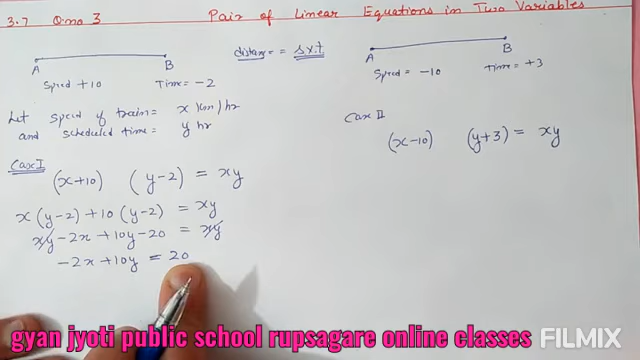 3.7 Q.no 3 Pair of Linear Equations in Two Variables
distance = s x t
A B
Speed +10 Time = -2
A B
Speed = -10 Time = +3
Let speed of train = x km/hr
and scheduled time = y hr
Case I
(x+10) (y-2) = xy
x(y-2)+10(y-2) = xy
xy-2x+10y-20 = xy
-2x+10y = 20
Case II
(x-10) (y+3) = xy
gyan jyoti public school rupsagare online classes
FILMIX